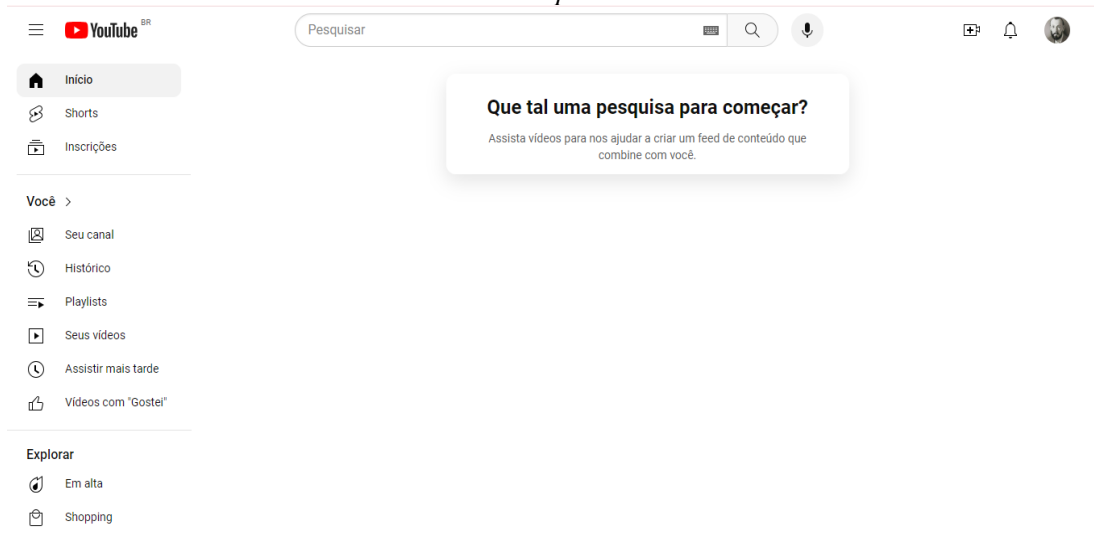 YouTube BR
Pesquisar
Início
Shorts
Inscrições
Você
Seu canal
Histórico
Playlists
Seus vídeos
Assistir mais tarde
Vídeos com "Gostei"
Explorar
Em alta
Shopping
Que tal uma pesquisa para começar?
Assista vídeos para nos ajudar a criar um feed de conteúdo que
combine com você.